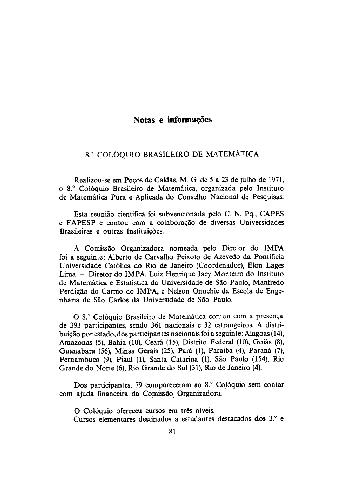 Notas e informações
8.º COLÓQUIO BRASILEIRO DE MATEMÁTICA
Realizou-se em Poços de Caldas, M. G. de 5 a 23 de julho de 1971,
o 8.º Colóquio Brasileiro de Matemática, organizada pelo Instituto
de Matemática Pura e Aplicada do Conselho Nacional de Pesquisas.
Esta reunião científica foi subvencionada pelo C. N. Pq., CAPES
e FAPESP e contou com a colaboração de diversas Universidades
Brasileiras e outras Instituições.
A Comissão Organizadora nomeada pelo Diretor do IMPA
foi a seguinte: Alberto de Carvalho Peixoto de Azevedo da Pontifícia
Universidade Católica do Rio de Janeiro (Coordenador), Elon Lages
Lima — Diretor do IMPA, Luiz Henrique Jacy Monteiro do Instituto
de Matemática e Estatística da Universidade de São Paulo, Manfredo
Perdigão do Carmo do IMPA, e Nelson Onuchic da Escola de Enge-
nharia de São Carlos da Universidade de São Paulo.
O 8.º Colóquio Brasileiro de Matemática contou com a presença
de 393 participantes, sendo 361 nacionais e 32 estrangeiros. A distri-
buição por estado, dos participantes nacionais foi a seguinte: Alagoas (14),
Amazonas (5), Bahia (10), Ceará (15), Distrito Federal (10), Goiás (8),
Guanabara (56), Minas Gerais (25), Pará (1), Paraíba (4), Paraná (7),
Pernambuco (9), Piauí (1), Santa Catarina (1), São Paulo (154), Rio
Grande do Norte (6), Rio Grande do Sul (31), Rio de Janeiro (4).
Dos participantes, 79 compareceram ao 8.º Colóquio sem contar
com ajuda financeira da Comissão Organizadora.
O Colóquio ofereceu cursos em três níveis.
Cursos elementares destinados a estudantes destacados dos 3.º e
81